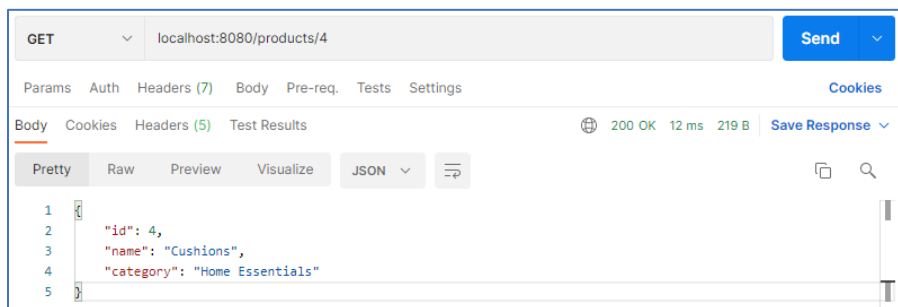 GET localhost:8080/products/4 Send
Params Auth Headers (7) Body Pre-req. Tests Settings Cookies
Body Cookies Headers (5) Test Results 200 OK 12 ms 219 B Save Response
Pretty Raw Preview Visualize JSON
1 {
2 "id": 4,
3 "name": "Cushions",
4 "category": "Home Essentials"
5 }